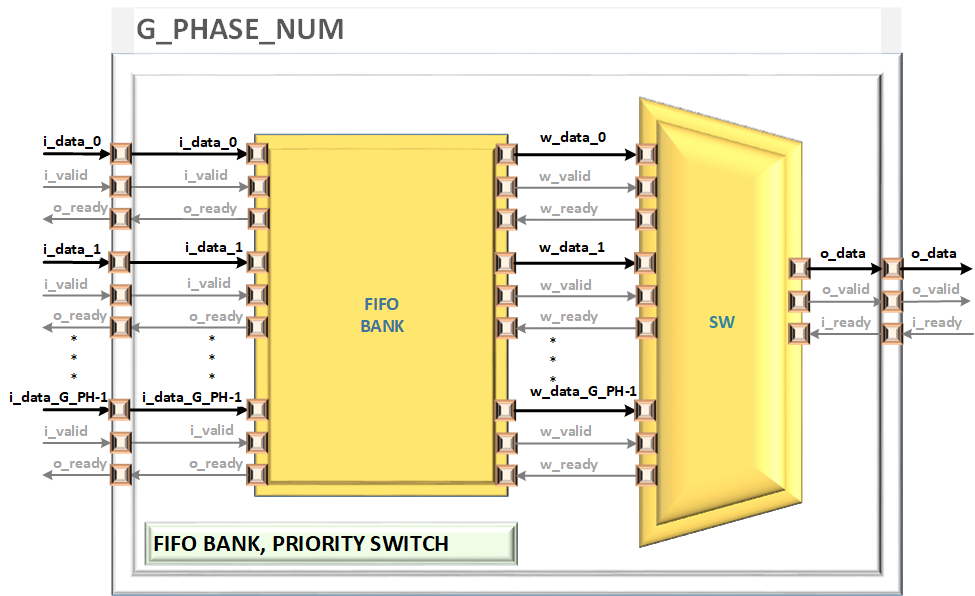 G_PHASE_NUM
i_data_0 i_data_0 w_data_0
i_valid i_valid w_valid
o_ready o_ready w_ready
i_data_1 i_data_1 w_data_1 o_data o_data
i_valid i_valid w_valid o_valid o_valid
o_ready o_ready w_ready i_ready i_ready
FIFO
BANK
SW
* * * 
* * *
* * *
i_data_G_PH-1 i_data_G_PH-1 w_data_G_PH-1
i_valid i_valid w_valid
o_ready o_ready w_ready
FIFO BANK, PRIORITY SWITCH